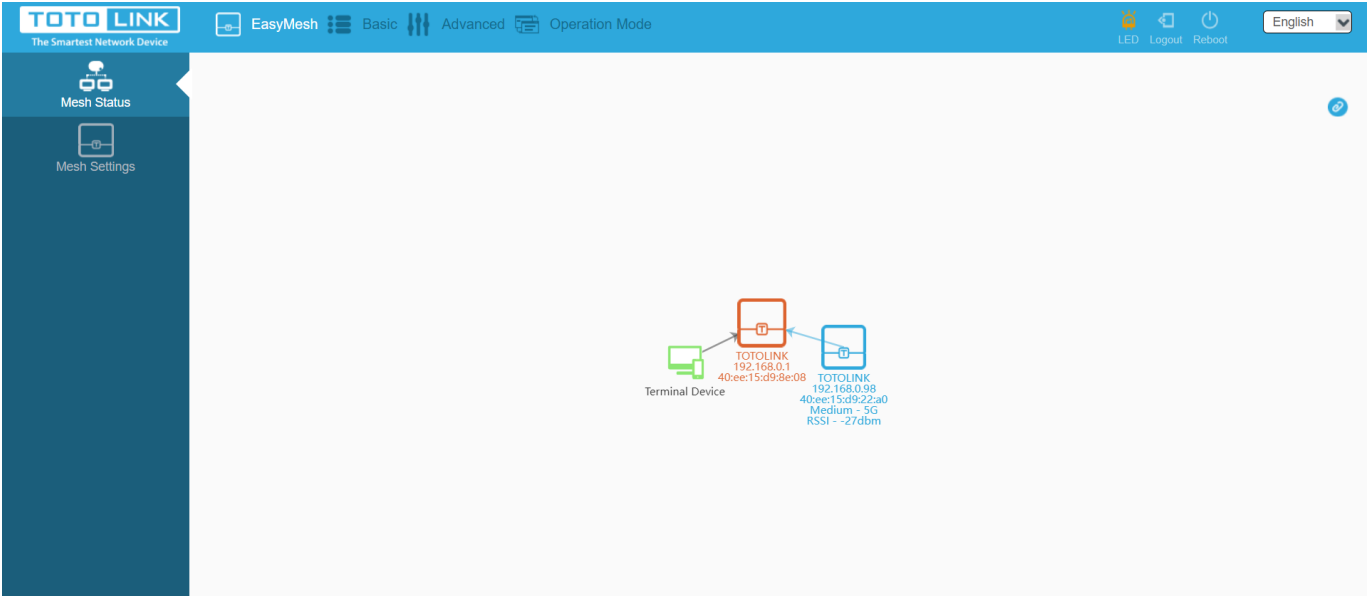 TOTO LINK
The Smartest Network Device
EasyMesh
Basic
Advanced
Operation Mode
LED
Logout
Reboot
English
Mesh Status
Mesh Settings
Terminal Device
T
TOTOLINK
192.168.0.1
40:ee:15:d9:8e:08
T
TOTOLINK
192.168.0.98
40:ee:15:d9:22:a0
Medium - 5G
RSSI - -27dbm